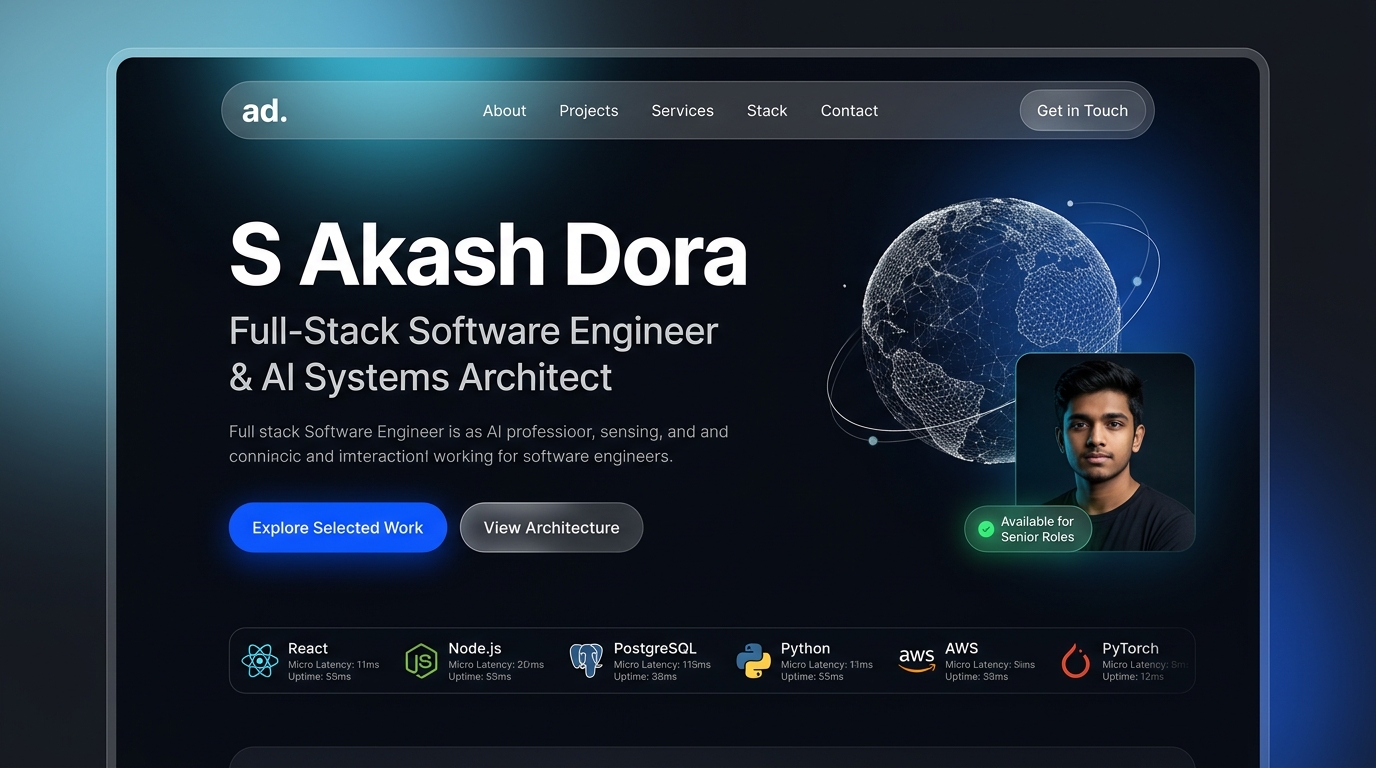 ad.
About
Projects
Services
Stack
Contact
Get in Touch
S Akash Dora
Full-Stack Software Engineer
& AI Systems Architect
Full stack Software Engineer is as AI professioor, sensing, and and
connincic and imteractionl working for software engineers.
Explore Selected Work
View Architecture
Available for
Senior Roles
React
Micro Latency: 11ms
Uptime: 55ms
Node.js
Micro Latency: 20ms
Uptime: 55ms
PostgreSQL
Micro Latency: 115ms
Uptime: 38ms
Python
Micro Latency: 11ms
Uptime: 55ms
aws
AWS
Micro Latency:
Uptime: 38ms
PyTorch
Micro Latency:
Uptime: 12ms